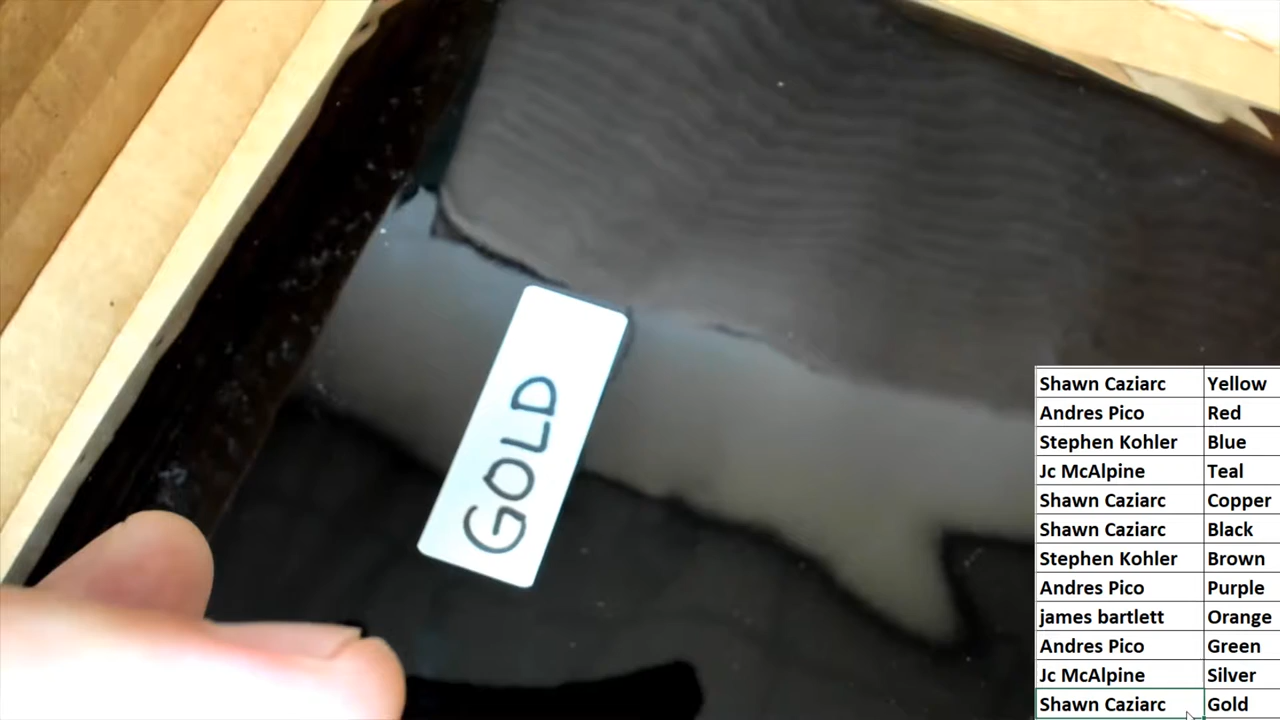 GOLD
Shawn Caziarc Yellow
Andres Pico Red
Stephen Kohler Blue
Jc McAlpine Teal
Shawn Caziarc Copper
Shawn Caziarc Black
Stephen Kohler Brown
Andres Pico Purple
james bartlett Orange
Andres Pico Green
Jc McAlpine Silver
Shawn Caziarc Gold